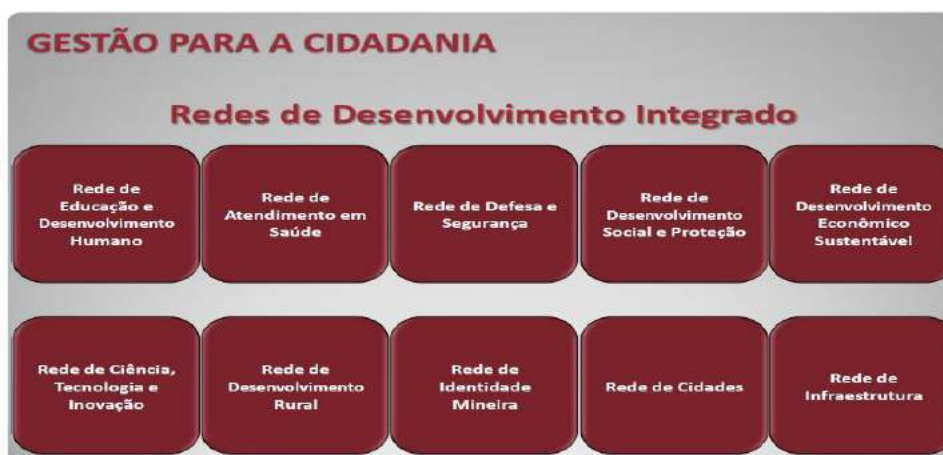 GESTÃO PARA A CIDADANIA
Redes de Desenvolvimento Integrado
Rede de
Educação e
Desenvolvimento
Humano
Rede de
Atendimento em
Saúde
Rede de Defesa e
Segurança
Rede de
Desenvolvimento
Social e Proteção
Rede de
Desenvolvimento
Econômico
Sustentável
Rede de Ciência,
Tecnologia e
Inovação
Rede de
Desenvolvimento
Rural
Rede de
Identidade
Mineira
Rede de Cidades
Rede de
Infraestrutura